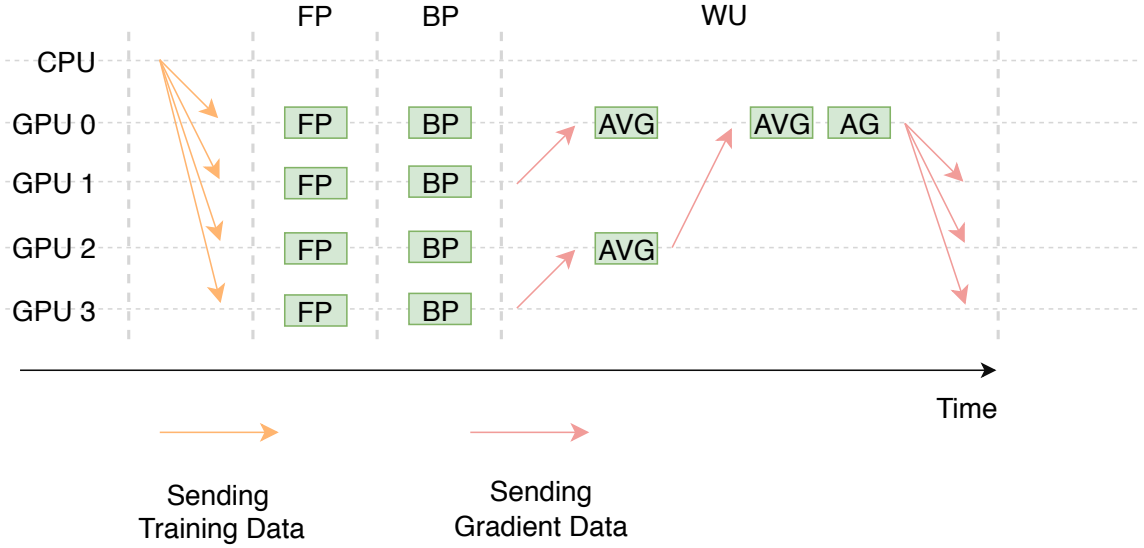 FP BP WU
CPU
GPU 0 FP BP AVG AVG AG
GPU 1 FP BP
GPU 2 FP BP AVG
GPU 3 FP BP
Time
Sending
Training Data
Sending
Gradient Data